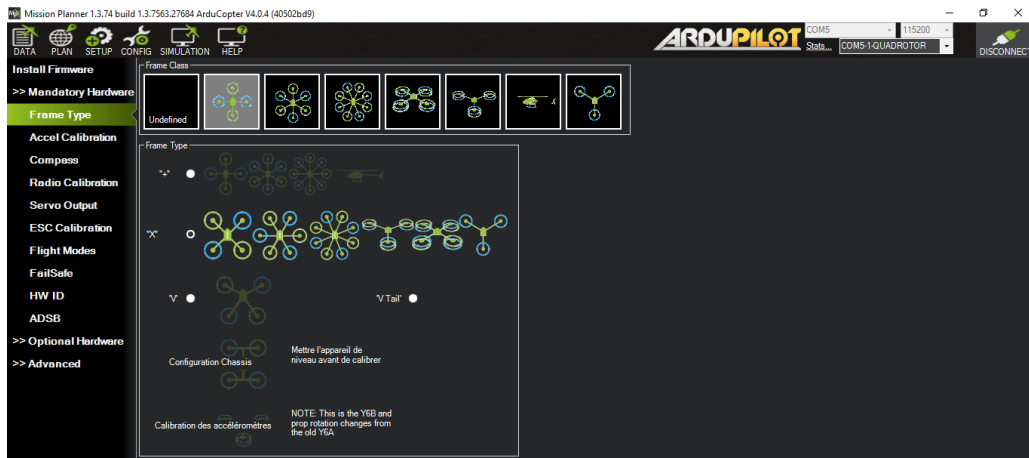 Mission Planner 1.3.74 build 1.3.7563.27684 ArduCopter V4.0.4 (40502bd9)
DATA PLAN SETUP CONFIG SIMULATION HELP
ARDUPILOT
COM5 115200
Stats... COM5-1-QUADROTOR
DISCONNECT
Install Firmware
>> Mandatory Hardware
Frame Type
Accel Calibration
Compass
Radio Calibration
Servo Output
ESC Calibration
Flight Modes
FailSafe
HW ID
ADSB
>> Optional Hardware
>> Advanced
Frame Class
Undefined
Frame Type
"+"
"X"
'V' 'V Tail'
Configuration Chassis
Mettre l'appareil de
niveau avant de calibrer
Calibration des accéléromètres
NOTE: This is the Y6B and
prop rotation changes from
the old Y6A